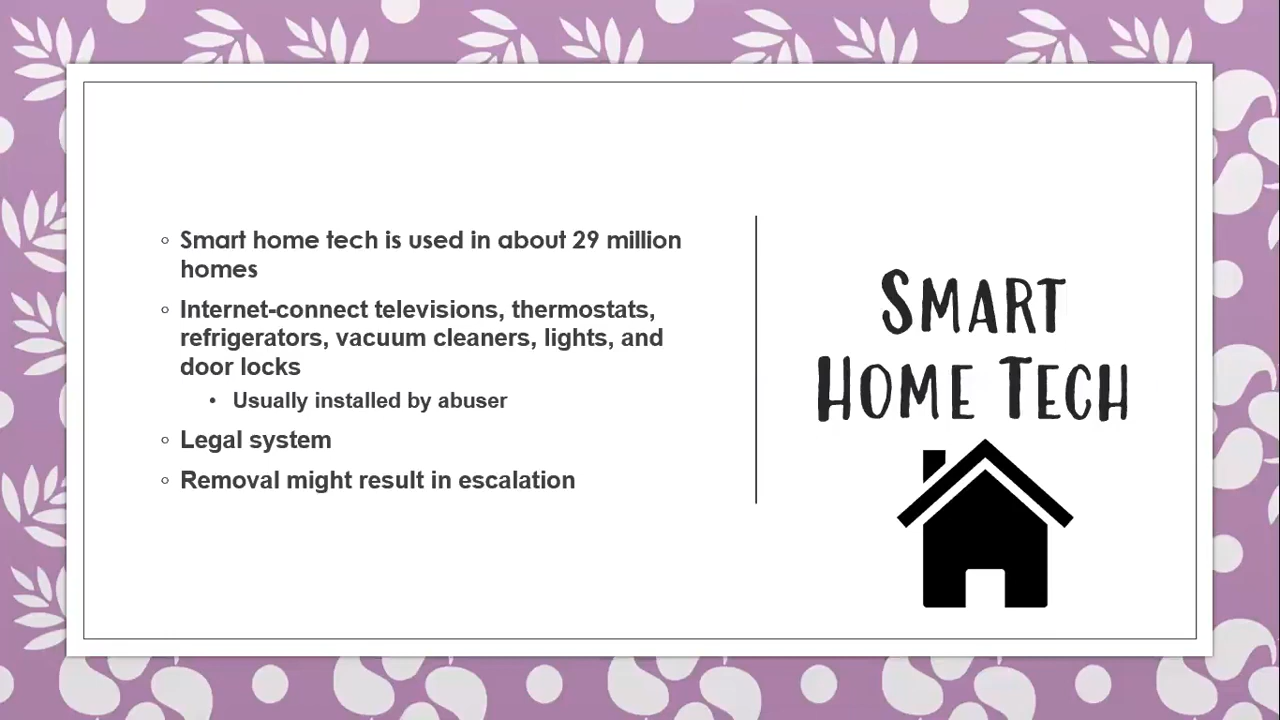 Smart home tech is used in about 29 million
homes
Internet-connect televisions, thermostats,
refrigerators, vacuum cleaners, lights, and
door locks
Usually installed by abuser
Legal system
Removal might result in escalation
Smart
Home Tech